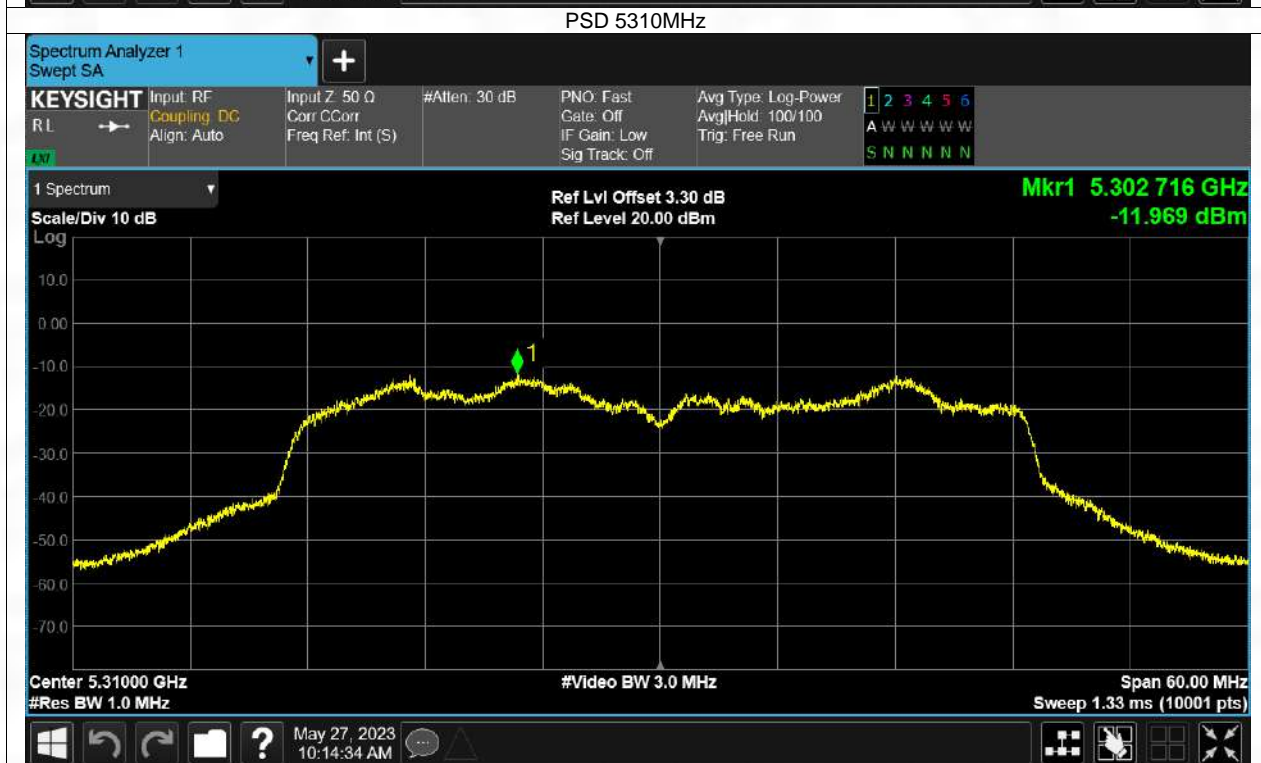 PSD 5310MHz
Spectrum Analyzer 1
Swept SA
+
KEYSIGHT Input: RF Input Z: 50 Ω #Atten: 30 dB PNO: Fast Avg Type: Log-Power 1 2 3 4 5 6
RL Coupling: DC Corr CCorr Gate: Off Avg|Hold: 100/100 A W W W W W
Align: Auto Freq Ref: Int (S) IF Gain: Low Trig: Free Run
LXI Sig Track: Off S N N N N N
1 Spectrum Ref Lvl Offset 3.30 dB Mkr1 5.302 716 GHz
Scale/Div 10 dB Ref Level 20.00 dBm -11.969 dBm
Log
10.0
0.00
1
-10.0
-20.0
-30.0
-40.0
-50.0
-60.0
-70.0
Center 5.31000 GHz #Video BW 3.0 MHz Span 60.00 MHz
#Res BW 1.0 MHz Sweep 1.33 ms (10001 pts)
? May 27, 2023
10:14:34 AM